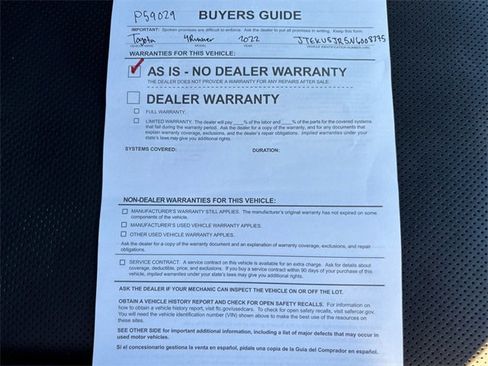 P59029 BUYERS GUIDE
IMPORTANT: Spoken promises are difficult to enforce. Ask the dealer to put all promises in writing. Keep this form.
Toyota 4Runner 2022 JTEKU5JR5N6008795
VEHICLE MAKE MODEL YEAR VEHICLE IDENTIFICATION NUMBER (VIN)
WARRANTIES FOR THIS VEHICLE:
AS IS - NO DEALER WARRANTY
THE DEALER DOES NOT PROVIDE A WARRANTY FOR ANY REPAIRS AFTER SALE.
DEALER WARRANTY
FULL WARRANTY.
LIMITED WARRANTY. The dealer will pay ____% of the labor and ____% of the parts for the covered systems
that fail during the warranty period. Ask the dealer for a copy of the warranty, and for any documents that
explain warranty coverage, exclusions, and the dealer's repair obligations. Implied warranties under your
state's laws may give you additional rights.
SYSTEMS COVERED: DURATION:
NON-DEALER WARRANTIES FOR THIS VEHICLE:
MANUFACTURER'S WARRANTY STILL APPLIES. The manufacturer's original warranty has not expired on some
components of the vehicle.
MANUFACTURER'S USED VEHICLE WARRANTY APPLIES.
OTHER USED VEHICLE WARRANTY APPLIES.
Ask the dealer for a copy of the warranty document and an explanation of warranty coverage, exclusions, and repair
obligations.
SERVICE CONTRACT. A service contract on this vehicle is available for an extra charge. Ask for details about
coverage, deductible, price, and exclusions. If you buy a service contract within 90 days of your purchase of this
vehicle, implied warranties under your state's laws may give you additional rights.
ASK THE DEALER IF YOUR MECHANIC CAN INSPECT THE VEHICLE ON OR OFF THE LOT.
OBTAIN A VEHICLE HISTORY REPORT AND CHECK FOR OPEN SAFETY RECALLS. For information on
how to obtain a vehicle history report, visit ftc.gov/usedcars. To check for open safety recalls, visit safercar.gov.
You will need the vehicle identification number (VIN) shown above to make the best use of the resources on
these sites.
SEE OTHER SIDE for important additional information, including a list of major defects that may occur in
used motor vehicles.
Si el concesionario gestiona la venta en español, pídale una copia de la Guía del Comprador en español.